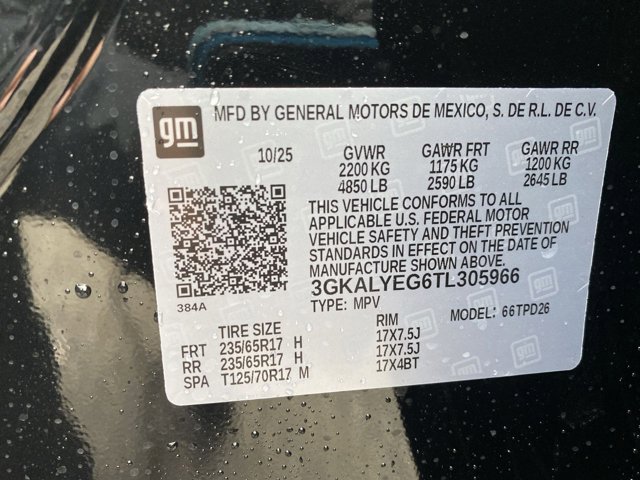 gm
MFD BY GENERAL MOTORS DE MEXICO, S. DE R.L. DE C.V.
10/25 GVWR GAWR FRT GAWR RR
2200 KG 1175 KG 1200 KG
4850 LB 2590 LB 2645 LB
THIS VEHICLE CONFORMS TO ALL
APPLICABLE U.S. FEDERAL MOTOR
VEHICLE SAFETY AND THEFT PREVENTION
STANDARDS IN EFFECT ON THE DATE OF
MANUFACTURE SHOWN ABOVE.
384A
3GKALYEG6TL305966
TYPE: MPV MODEL: 66TPD26
TIRE SIZE RIM
FRT 235/65R17 H 17X7.5J
RR 235/65R17 H 17X7.5J
SPA T125/70R17 M 17X4BT